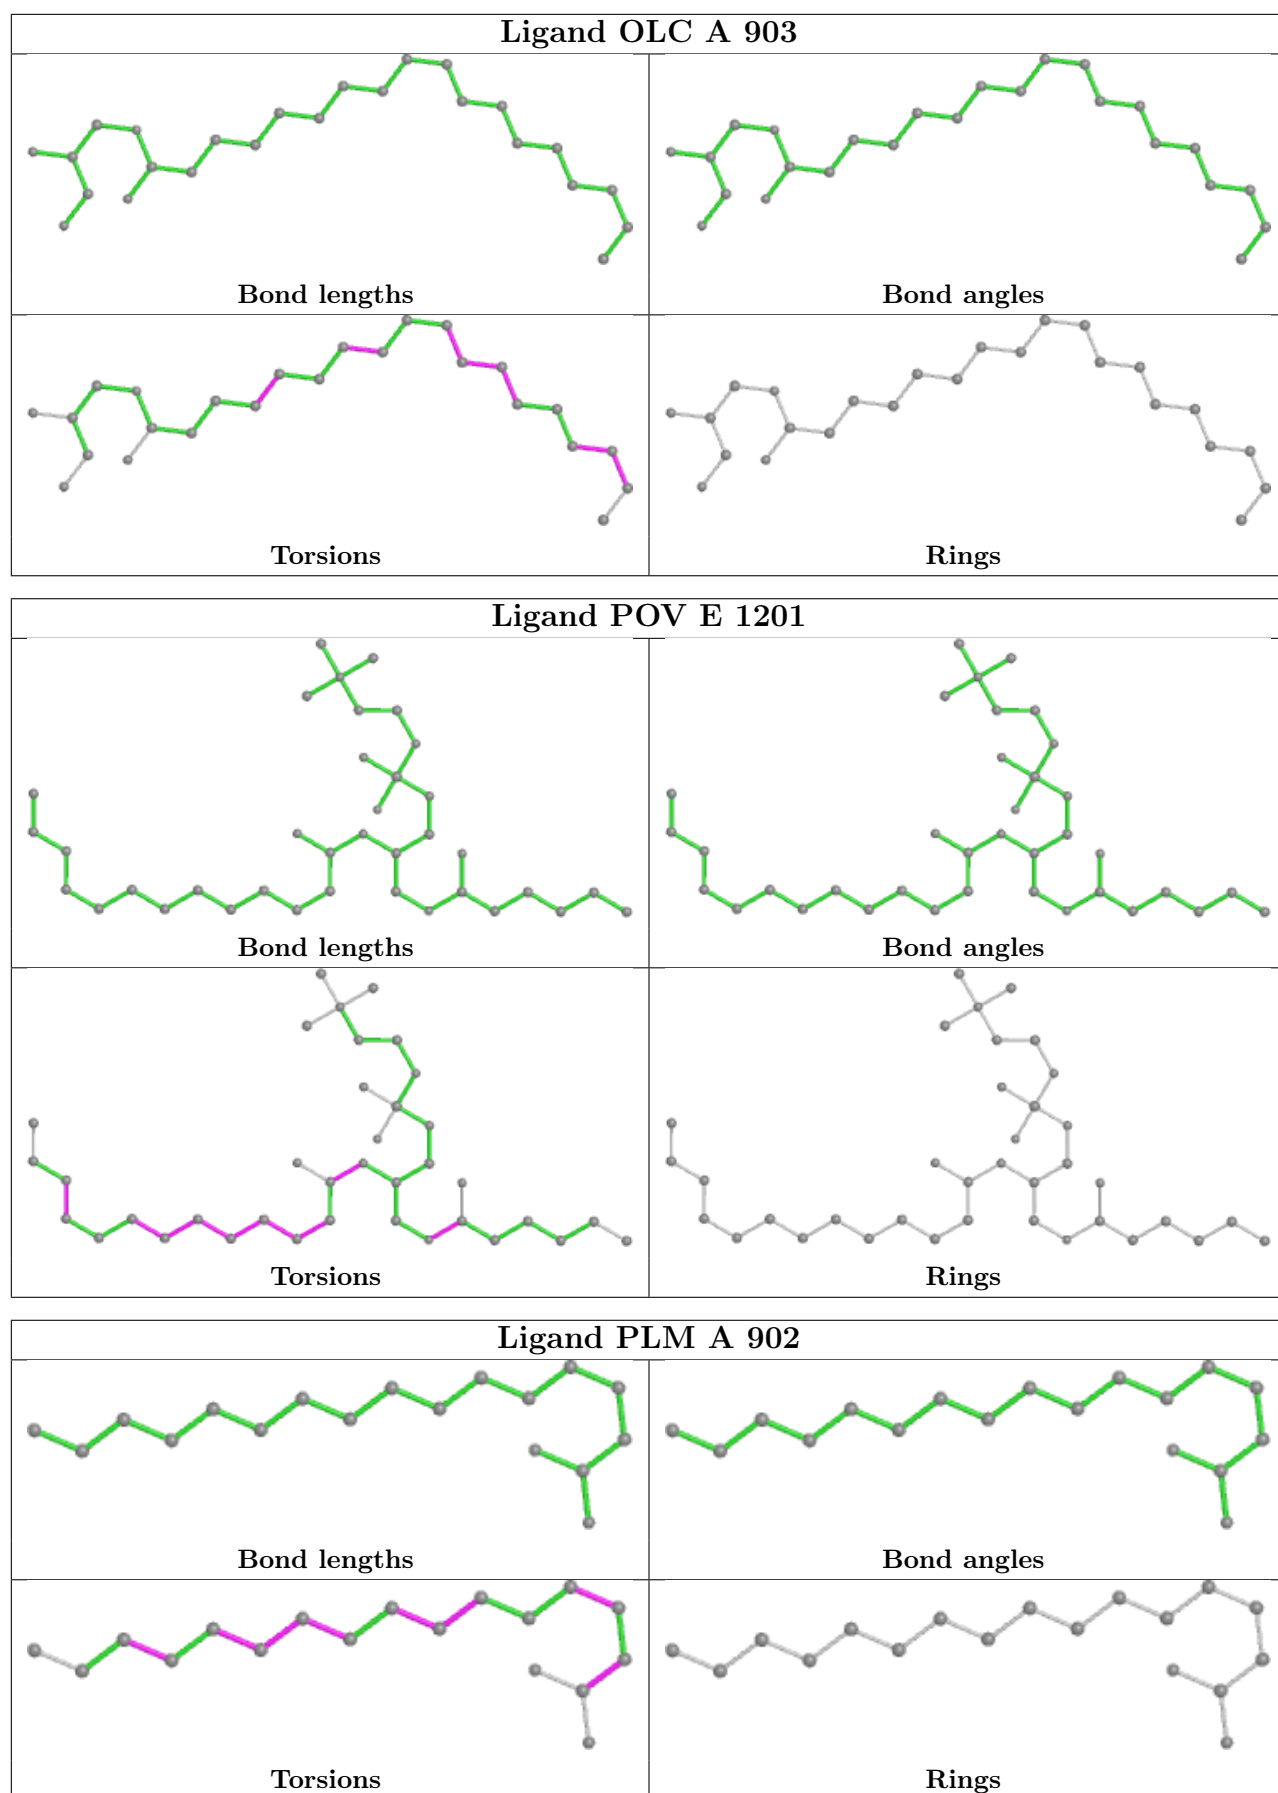 Ligand OLC A 903
Bond lengths
Bond angles
Torsions
Rings
Ligand POV E 1201
Bond lengths
Bond angles
Torsions
Rings
Ligand PLM A 902
Bond lengths
Bond angles
Torsions
Rings